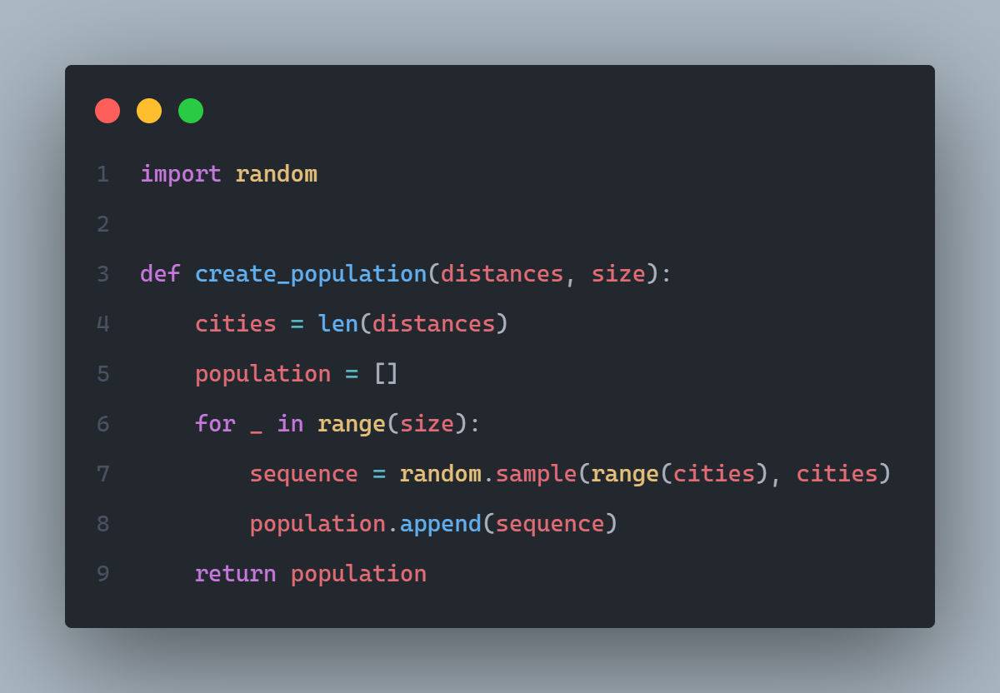 1 import random
2
3 def create_population(distances, size):
4     cities = len(distances)
5     population = []
6     for _ in range(size):
7         sequence = random.sample(range(cities), cities)
8         population.append(sequence)
9     return population